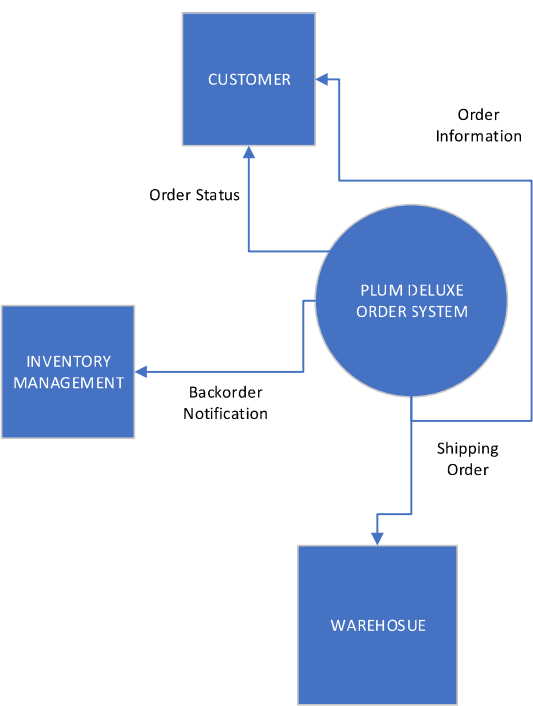 CUSTOMER
Order
Information
Order Status
PLUM DELUXE
ORDER SYSTEM
INVENTORY
MANAGEMENT
Backorder
Notification
Shipping
Order
WAREHOSUE